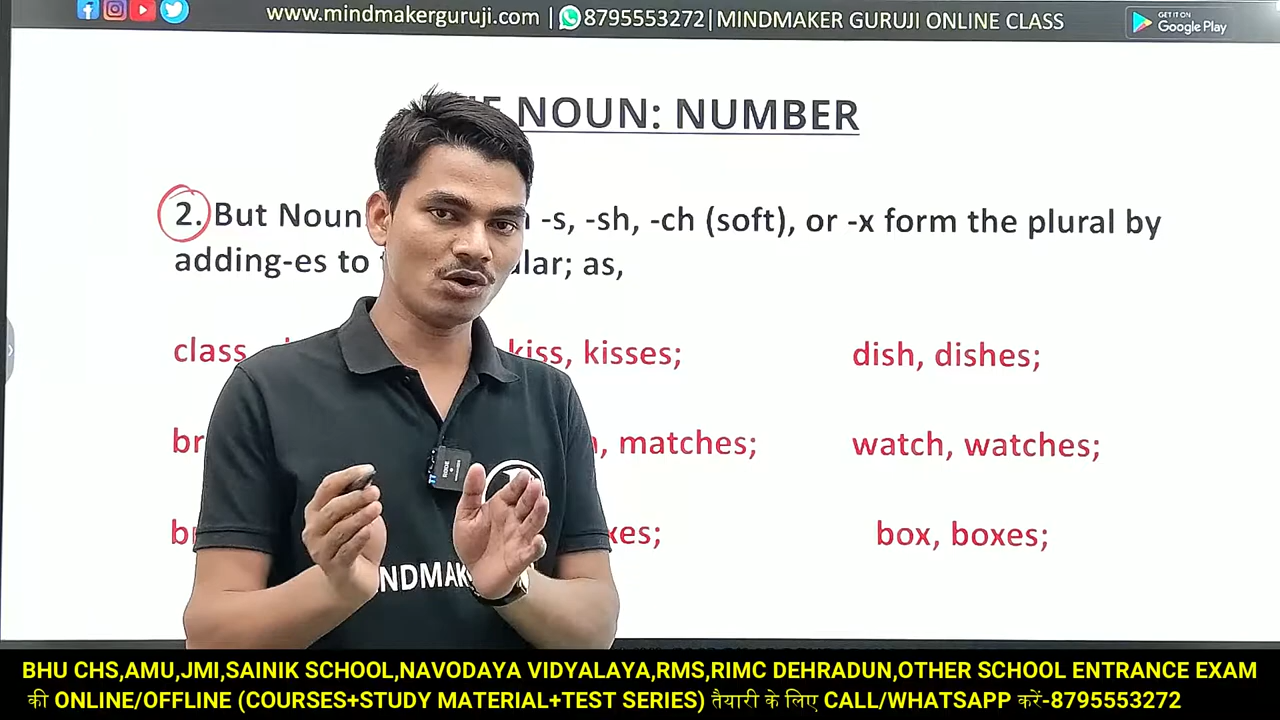 www.mindmakerguruji.com | 8795553272|MINDMAKER GURUJI ONLINE CLASS
GET IT ON
Google Play
NOUN: NUMBER
2. But Noun -s, -sh, -ch (soft), or -x form the plural by
adding-es to lar; as,
class kiss, kisses; dish, dishes;
br , matches; watch, watches;
br xes; box, boxes;
NDMAK
BHU CHS,AMU,JMI,SAINIK SCHOOL,NAVODAYA VIDYALAYA,RMS,RIMC DEHRADUN,OTHER SCHOOL ENTRANCE EXAM
की ONLINE/OFFLINE (COURSES+STUDY MATERIAL+TEST SERIES) तैयारी के लिए CALL/WHATSAPP करें-8795553272